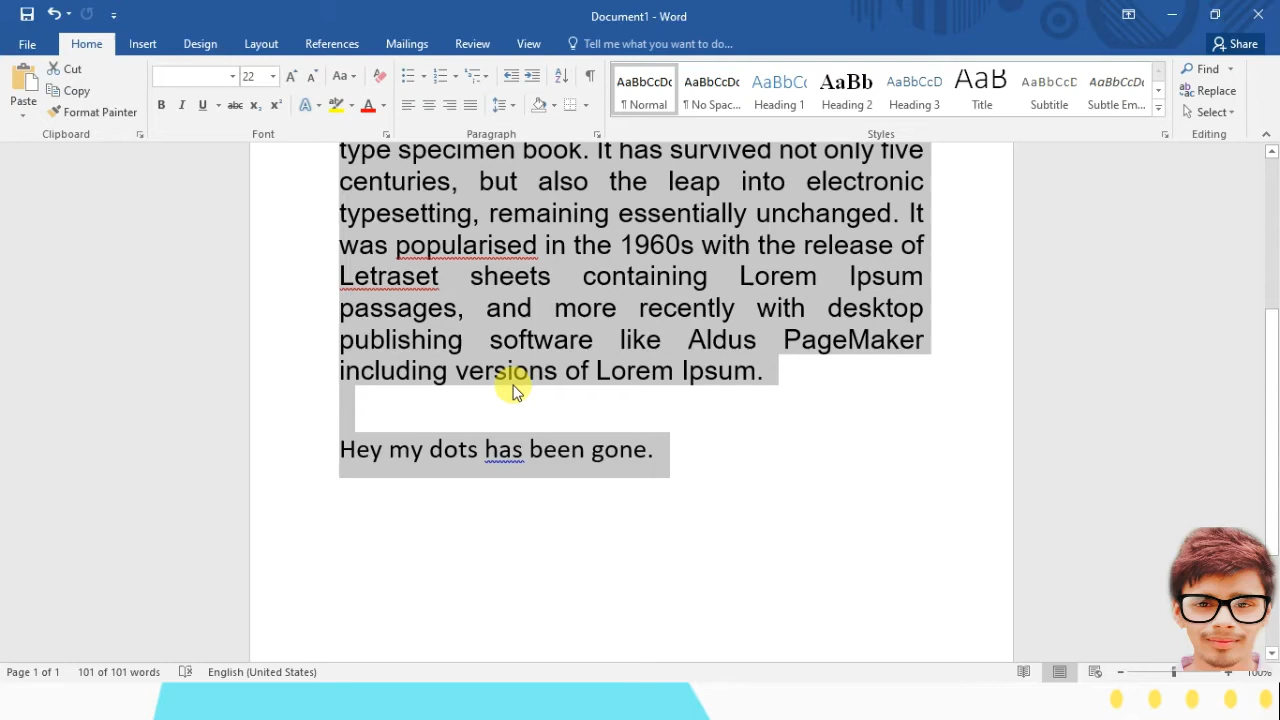 Document1 - Word
Share
File Home Insert Design Layout References Mailings Review View Tell me what you want to do...
Paste
Cut
Copy
Format Painter
Clipboard
22
Aa
B I U abc x₂ x²
A A
Font
Paragraph
AaBbCcDc AaBbCcDc AaBbCc AaBb AaBbCcD AaB AaBbCcD AaBbCcD
¶ Normal ¶ No Spac... Heading 1 Heading 2 Heading 3 Title Subtitle Subtle Em...
Styles
Find
Replace
Select
Editing
type specimen book. It has survived not only five
centuries, but also the leap into electronic
typesetting, remaining essentially unchanged. It
was popularised in the 1960s with the release of
Letraset sheets containing Lorem Ipsum
passages, and more recently with desktop
publishing software like Aldus PageMaker
including versions of Lorem Ipsum.
Hey my dots has been gone.
Page 1 of 1 101 of 101 words English (United States) 100%